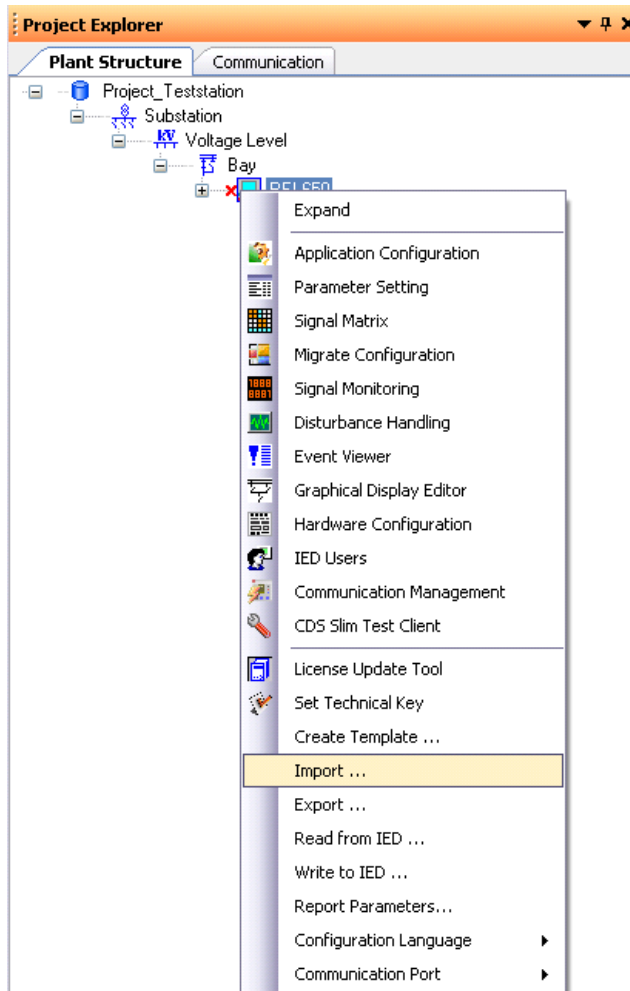 Project Explorer
Plant Structure
Communication
Project_Teststation
Substation
kV Voltage Level
Bay
REL650
Expand
Application Configuration
Parameter Setting
Signal Matrix
Migrate Configuration
Signal Monitoring
Disturbance Handling
Event Viewer
Graphical Display Editor
Hardware Configuration
IED Users
Communication Management
CDS Slim Test Client
License Update Tool
Set Technical Key
Create Template ...
Import ...
Export ...
Read from IED ...
Write to IED ...
Report Parameters...
Configuration Language
Communication Port